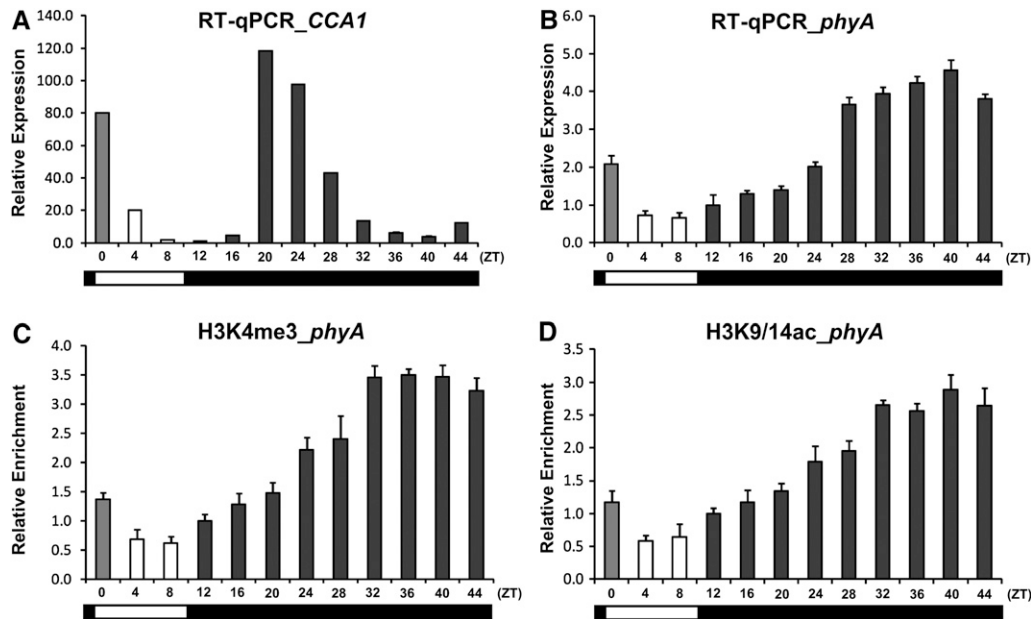 A
RT-qPCR_CCA1
Relative Expression
140.0
120.0
100.0
80.0
60.0
40.0
20.0
0.0
0 4 8 12 16 20 24 28 32 36 40 44 (ZT)
B
RT-qPCR_phyA
Relative Expression
6.0
5.0
4.0
3.0
2.0
1.0
0.0
0 4 8 12 16 20 24 28 32 36 40 44 (ZT)
C
H3K4me3_phyA
Relative Enrichment
4.0
3.5
3.0
2.5
2.0
1.5
1.0
0.5
0.0
0 4 8 12 16 20 24 28 32 36 40 44 (ZT)
D
H3K9/14ac_phyA
Relative Enrichment
3.5
3.0
2.5
2.0
1.5
1.0
0.5
0.0
0 4 8 12 16 20 24 28 32 36 40 44 (ZT)